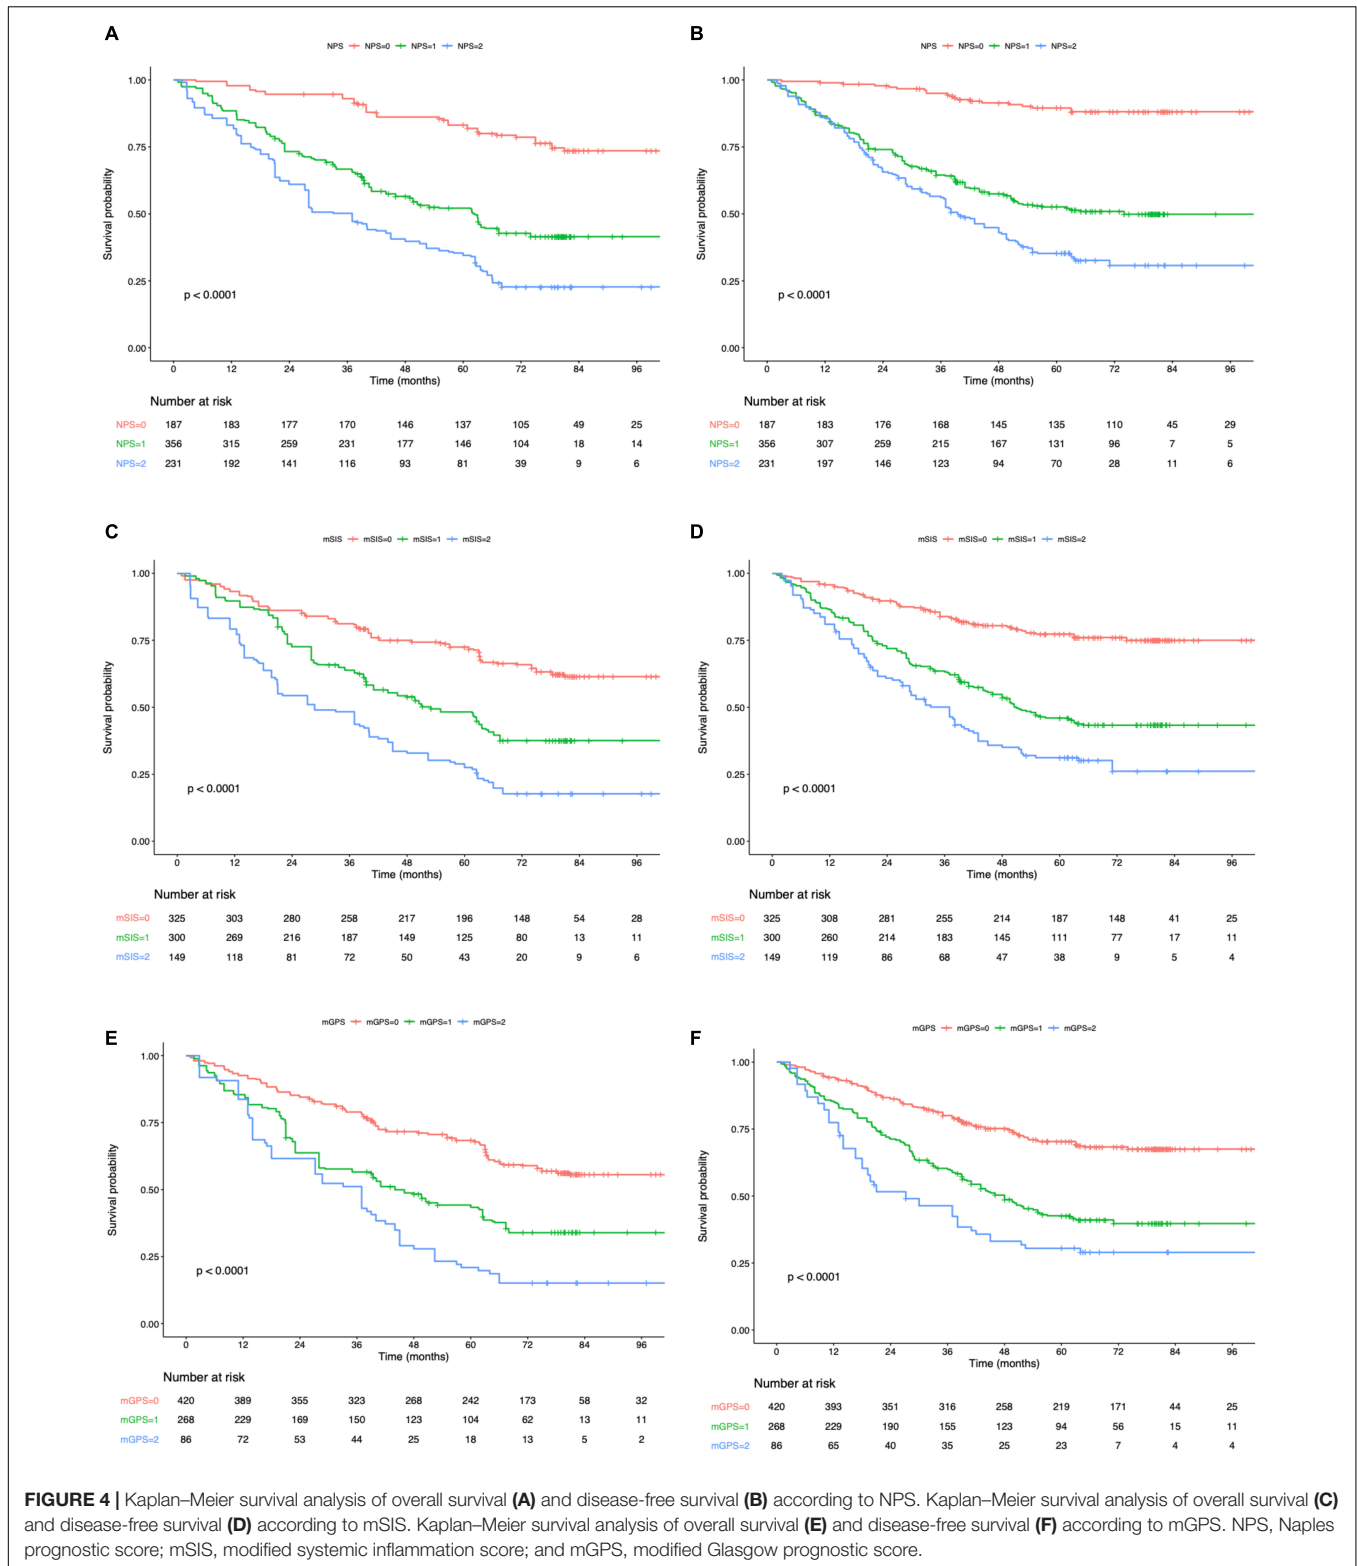 A
NPS NPS=0 NPS=1 NPS=2
1.00
0.75
0.50
0.25
0.00
Survival probability
p < 0.0001
0 12 24 36 48 60 72 84 96
Time (months)
Number at risk
NPS=0 187 183 177 170 146 137 105 49 25
NPS=1 356 315 259 231 177 146 104 18 14
NPS=2 231 192 141 116 93 81 39 9 6
B
NPS NPS=0 NPS=1 NPS=2
1.00
0.75
0.50
0.25
0.00
Survival probability
p < 0.0001
0 12 24 36 48 60 72 84 96
Time (months)
Number at risk
NPS=0 187 183 176 168 145 135 110 45 29
NPS=1 356 307 259 215 167 131 96 7 5
NPS=2 231 197 146 123 94 70 28 11 6
C
mSIS mSIS=0 mSIS=1 mSIS=2
1.00
0.75
0.50
0.25
0.00
Survival probability
p < 0.0001
0 12 24 36 48 60 72 84 96
Time (months)
Number at risk
mSIS=0 325 303 280 258 217 196 148 54 28
mSIS=1 300 269 216 187 149 125 80 13 11
mSIS=2 149 118 81 72 50 43 20 9 6
D
mSIS mSIS=0 mSIS=1 mSIS=2
1.00
0.75
0.50
0.25
0.00
Survival probability
p < 0.0001
0 12 24 36 48 60 72 84 96
Time (months)
Number at risk
mSIS=0 325 308 281 255 214 187 148 41 25
mSIS=1 300 260 214 183 145 111 77 17 11
mSIS=2 149 119 86 68 47 38 9 5 4
E
mGPS mGPS=0 mGPS=1 mGPS=2
1.00
0.75
0.50
0.25
0.00
Survival probability
p < 0.0001
0 12 24 36 48 60 72 84 96
Time (months)
Number at risk
mGPS=0 420 389 355 323 268 242 173 58 32
mGPS=1 268 229 169 150 123 104 62 13 11
mGPS=2 86 72 53 44 25 18 13 5 2
F
mGPS mGPS=0 mGPS=1 mGPS=2
1.00
0.75
0.50
0.25
0.00
Survival probability
p < 0.0001
0 12 24 36 48 60 72 84 96
Time (months)
Number at risk
mGPS=0 420 393 351 316 258 219 171 44 25
mGPS=1 268 229 190 155 123 94 56 15 11
mGPS=2 86 65 40 35 25 23 7 4 4
FIGURE 4 | Kaplan–Meier survival analysis of overall survival (A) and disease-free survival (B) according to NPS. Kaplan–Meier survival analysis of overall survival (C)
and disease-free survival (D) according to mSIS. Kaplan–Meier survival analysis of overall survival (E) and disease-free survival (F) according to mGPS. NPS, Naples
prognostic score; mSIS, modified systemic inflammation score; and mGPS, modified Glasgow prognostic score.